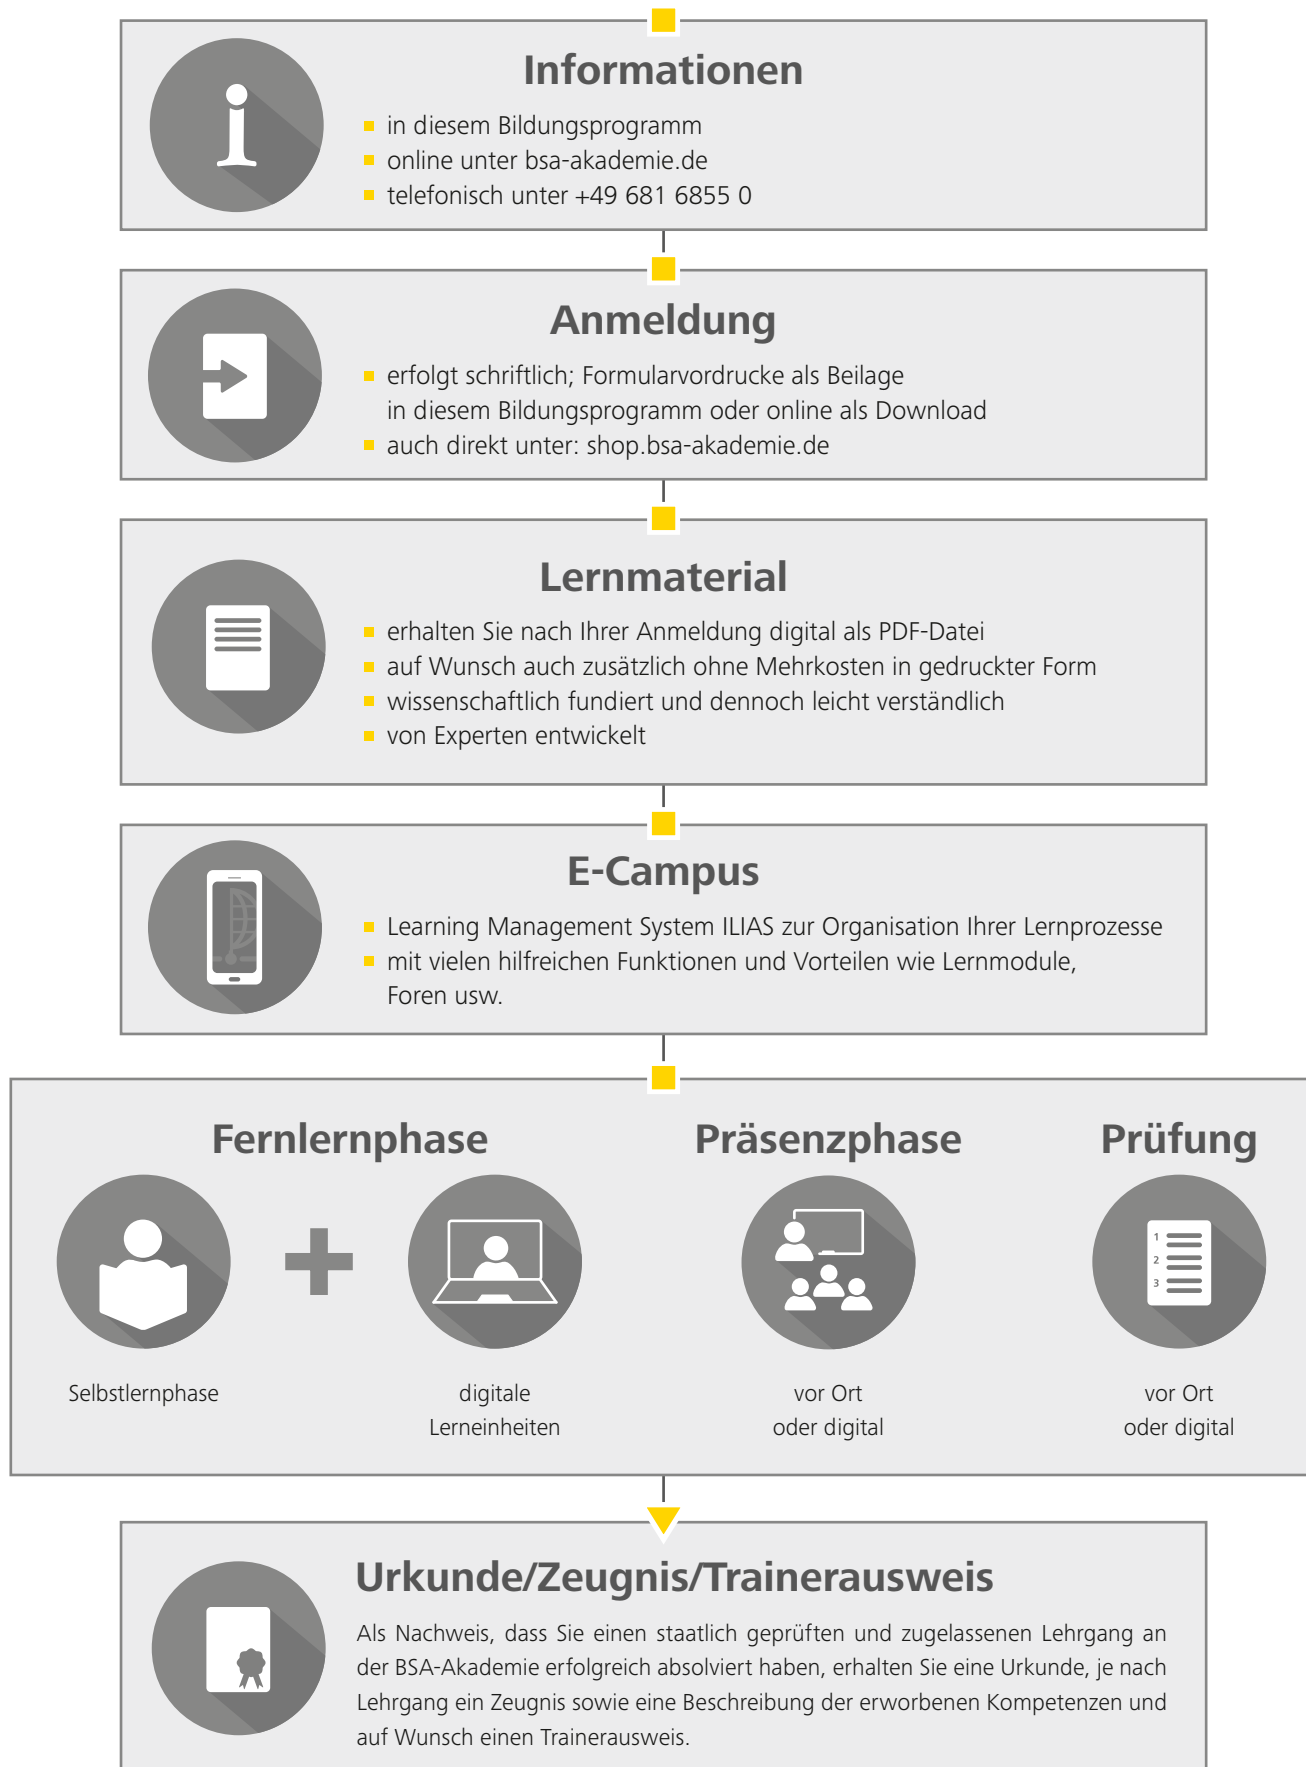 Informationen
in diesem Bildungsprogramm
online unter bsa-akademie.de
telefonisch unter +49 681 6855 0
Anmeldung
erfolgt schriftlich; Formularvordrucke als Beilage
in diesem Bildungsprogramm oder online als Download
auch direkt unter: shop.bsa-akademie.de
Lernmaterial
erhalten Sie nach Ihrer Anmeldung digital als PDF-Datei
auf Wunsch auch zusätzlich ohne Mehrkosten in gedruckter Form
wissenschaftlich fundiert und dennoch leicht verständlich
von Experten entwickelt
E-Campus
Learning Management System ILIAS zur Organisation Ihrer Lernprozesse
mit vielen hilfreichen Funktionen und Vorteilen wie Lernmodule,
Foren usw.
Fernlernphase
Selbstlernphase
digitale
Lerneinheiten
Präsenzphase
vor Ort
oder digital
Prüfung
1
2
3
vor Ort
oder digital
Urkunde/Zeugnis/Trainerausweis
Als Nachweis, dass Sie einen staatlich geprüften und zugelassenen Lehrgang an
der BSA-Akademie erfolgreich absolviert haben, erhalten Sie eine Urkunde, je nach
Lehrgang ein Zeugnis sowie eine Beschreibung der erworbenen Kompetenzen und
auf Wunsch einen Trainerausweis.